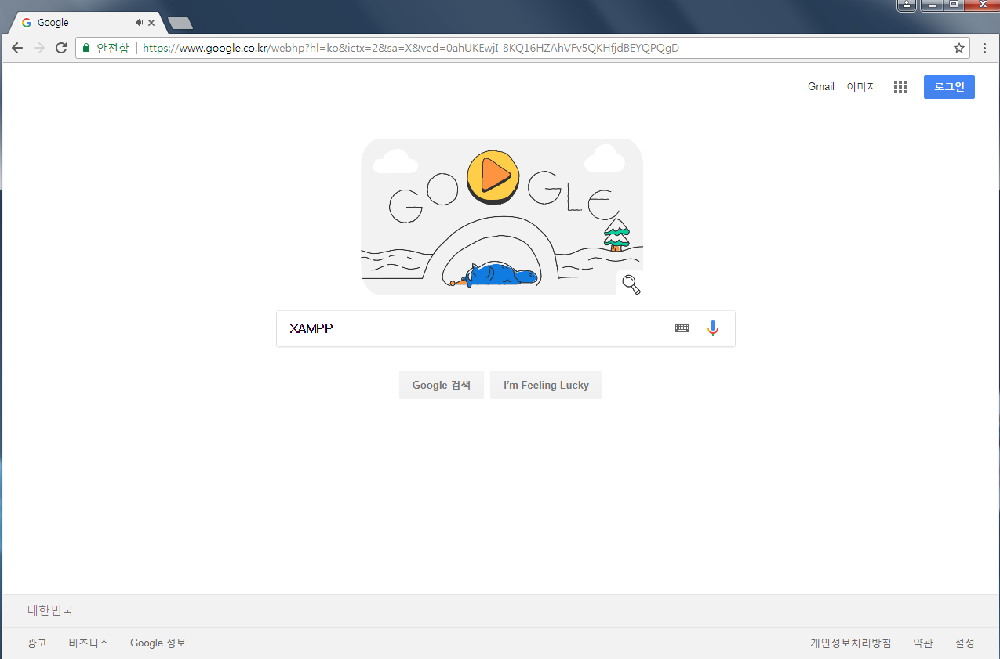 Google
안전함 https://www.google.co.kr/webhp?hl=ko&ictx=2&sa=X&ved=0ahUKEwjI_8KQ16HZAhVFv5QKHfjdBEYQPQgD
Gmail 이미지 로그인
GOOGLE
XAMPP
Google 검색 I'm Feeling Lucky
대한민국
광고 비즈니스 Google 정보 개인정보처리방침 약관 설정